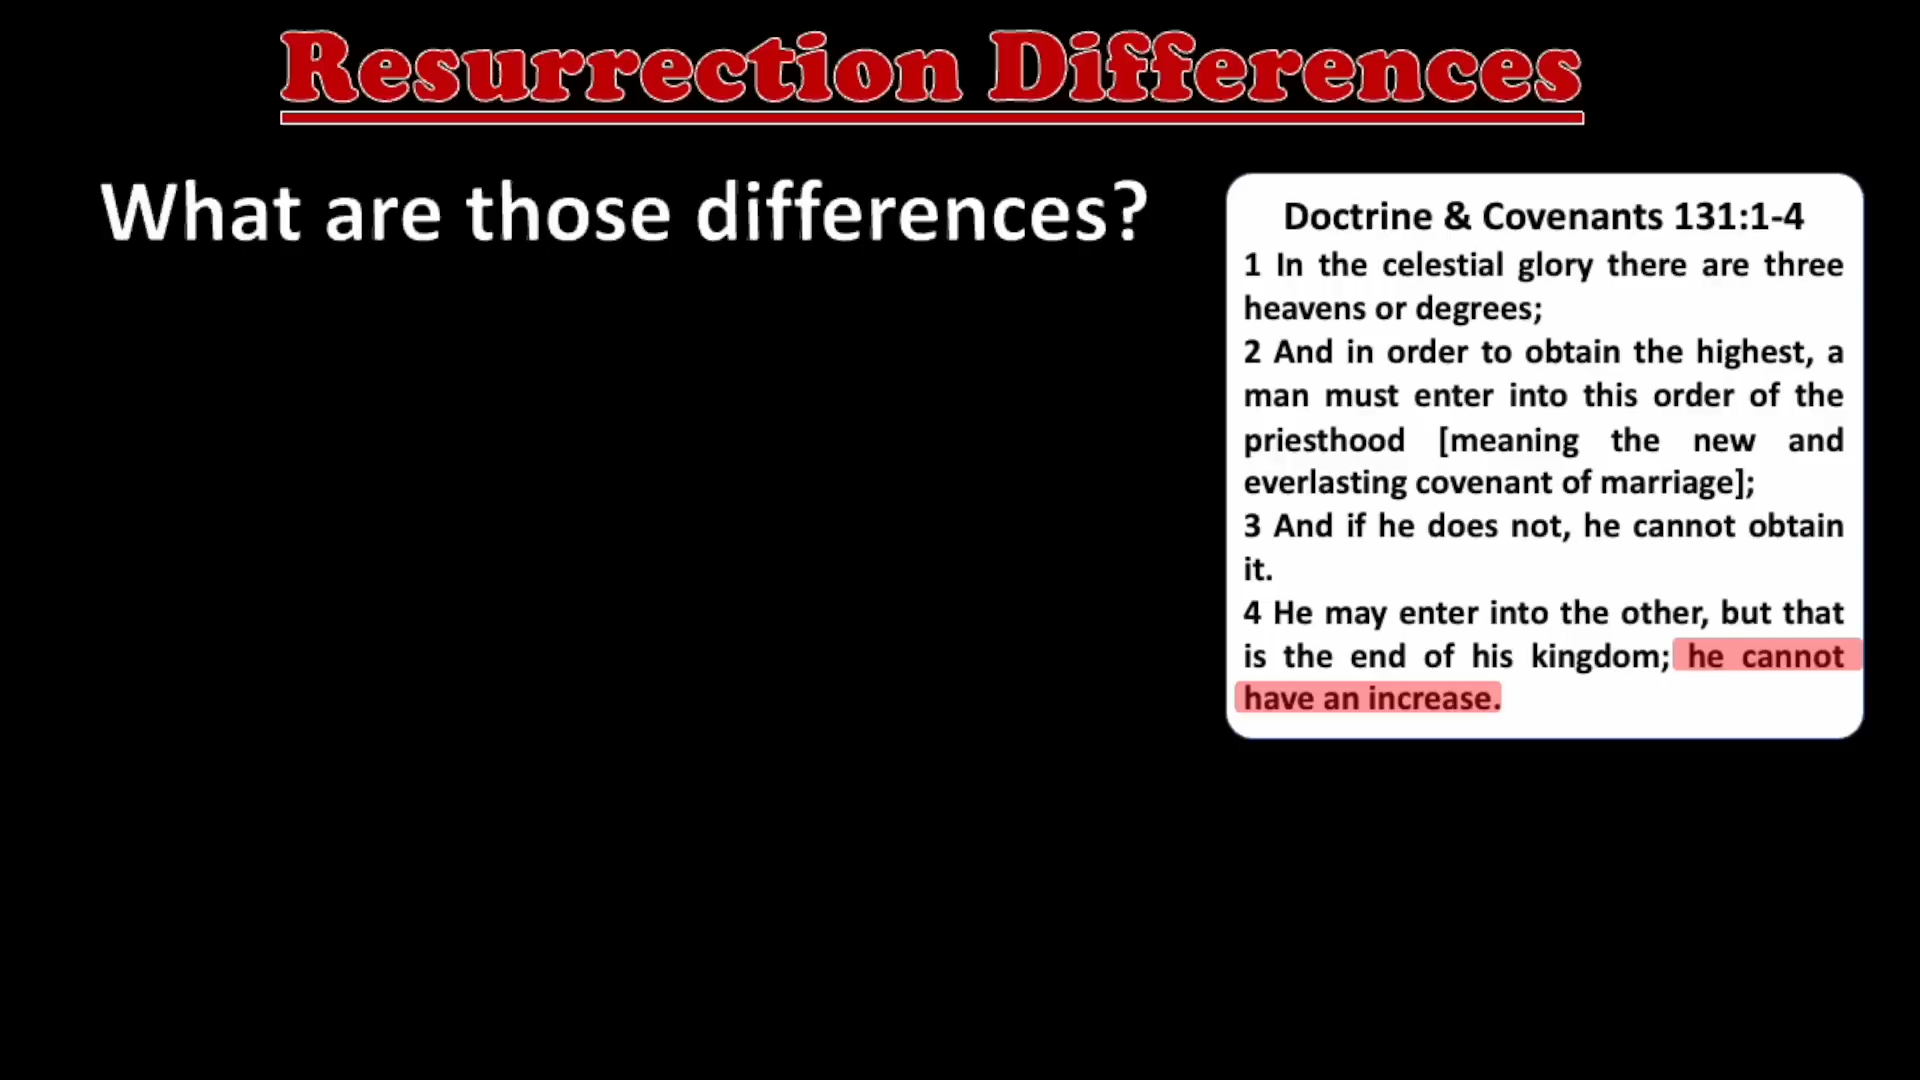 Resurrection Differences
What are those differences?
Doctrine & Covenants 131:1-4
1 In the celestial glory there are three
heavens or degrees;
2 And in order to obtain the highest, a
man must enter into this order of the
priesthood [meaning the new and
everlasting covenant of marriage];
3 And if he does not, he cannot obtain
it.
4 He may enter into the other, but that
is the end of his kingdom; he cannot
have an increase.